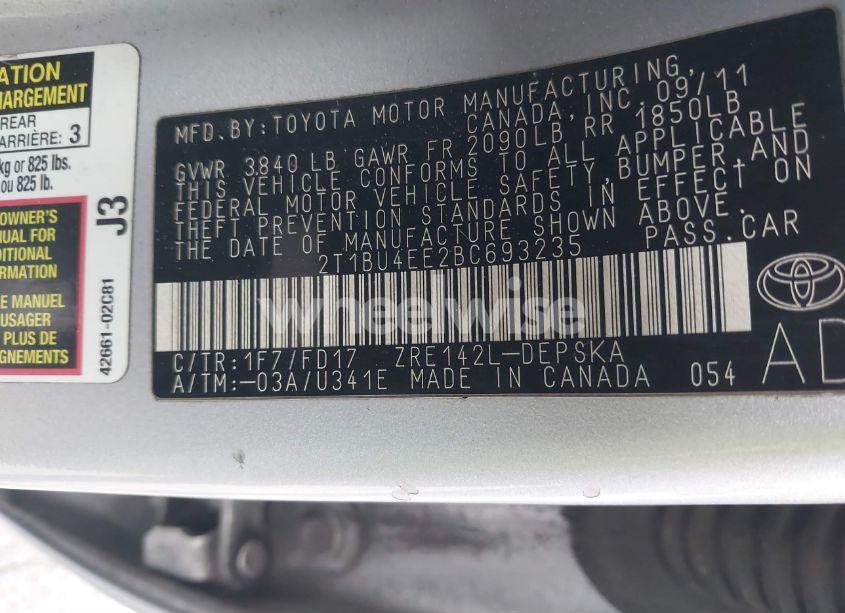 ATION
HARGEMENT
REAR
ARRIÈRE: 3
kg or 825 lbs.
ou 825 lb.
OWNER'S
NUAL FOR
DITIONAL
ORMATION
LE MANUEL
'USAGER
PLUS DE
IGNEMENTS
J3
42661-02C81
MFD. BY: TOYOTA MOTOR MANUFACTURING,
CANADA, INC. 09/11
GVWR 3840 LB GAWR FR 2090LB, RR 1850LB
THIS VEHICLE CONFORMS TO ALL APPLICABLE
FEDERAL MOTOR VEHICLE SAFETY, BUMPER, AND
THEFT PREVENTION STANDARDS IN EFFECT ON
THE DATE OF MANUFACTURE SHOWN ABOVE.
2T1BU4EE2BC693235 PASS. CAR
wheelwise
C/TR: 1F7/FD17 ZRE142L-DEPSKA
A/TM: -03A/U341E MADE IN CANADA 054
AD